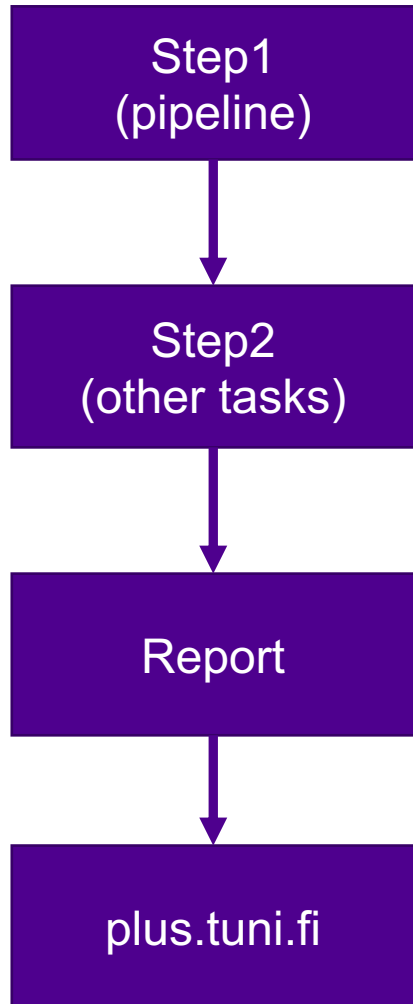 Step1
(pipeline)
Step2
(other tasks)
Report
plus.tuni.fi